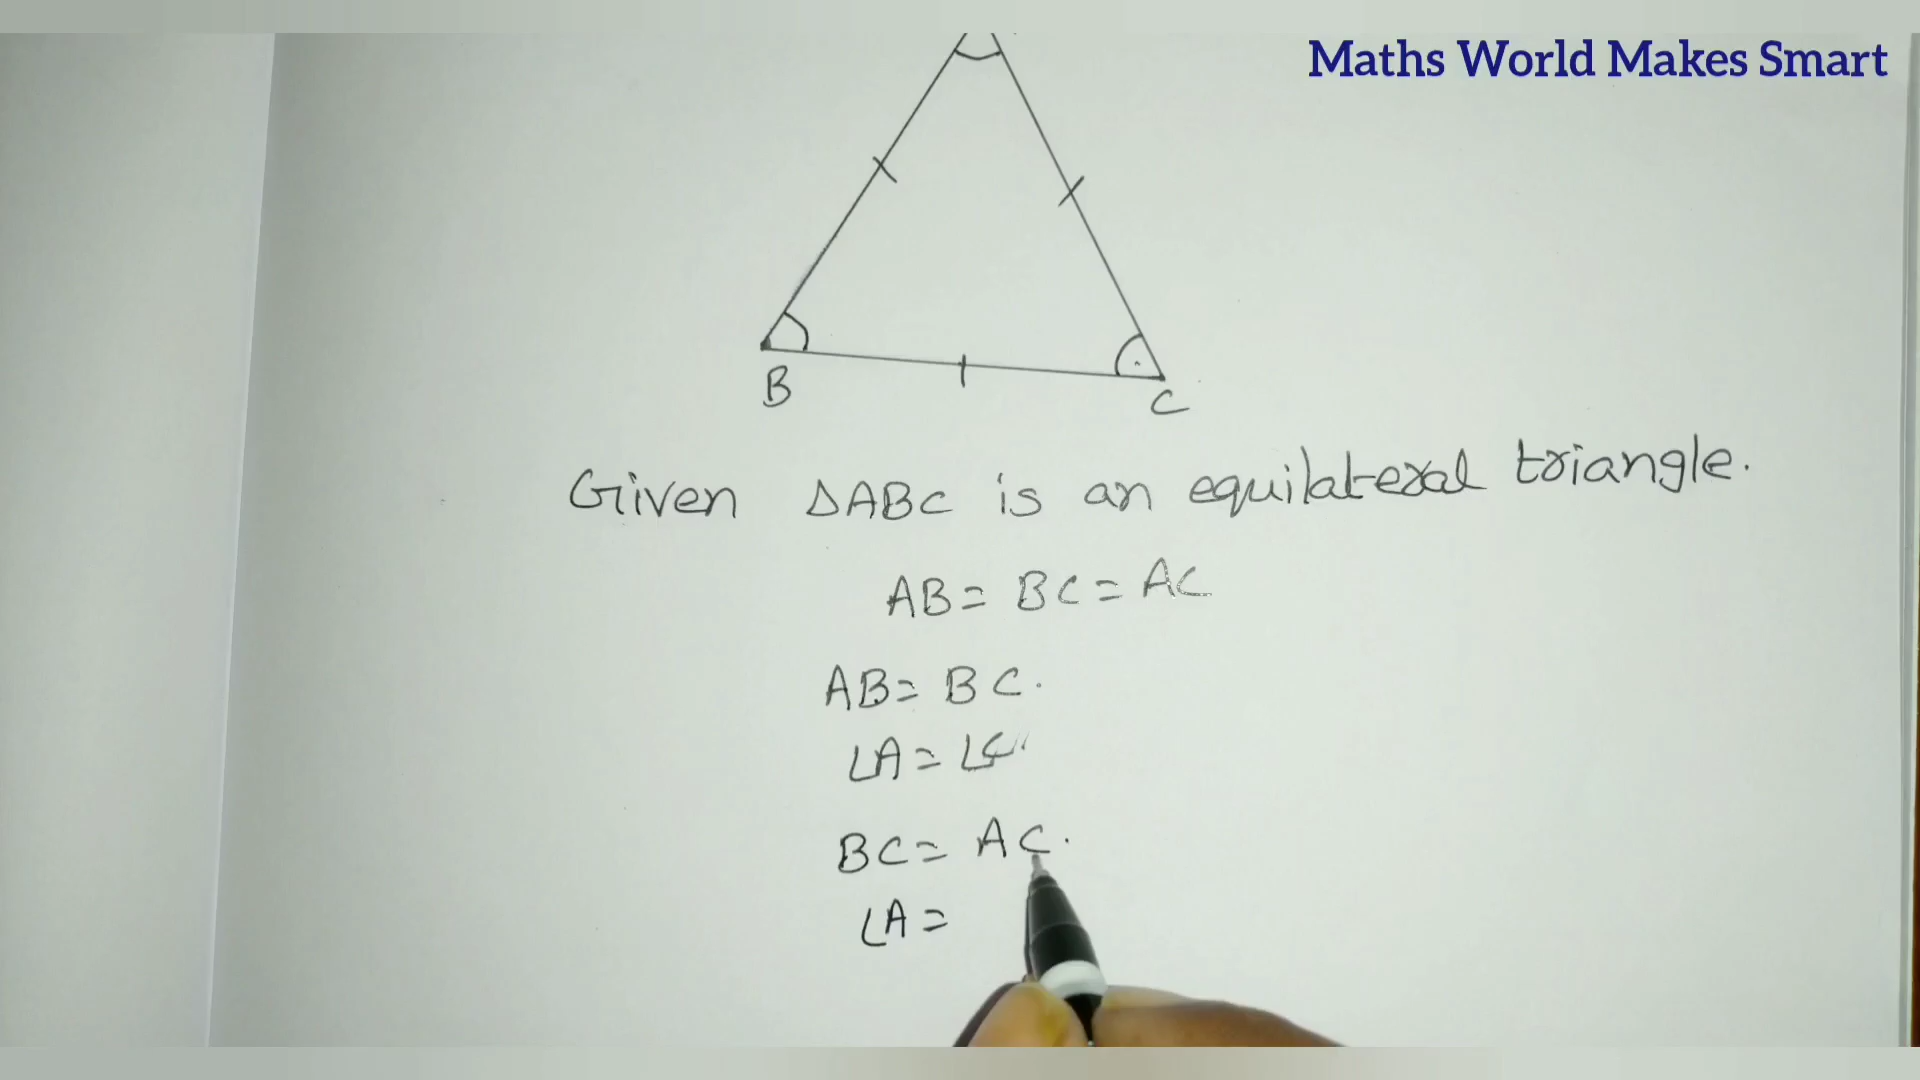 Maths World Makes Smart
B
C
Given ΔABC is an equilateral triangle.
AB = BC = AC
AB = BC.
∠A = ∠C
BC = AC.
∠A =